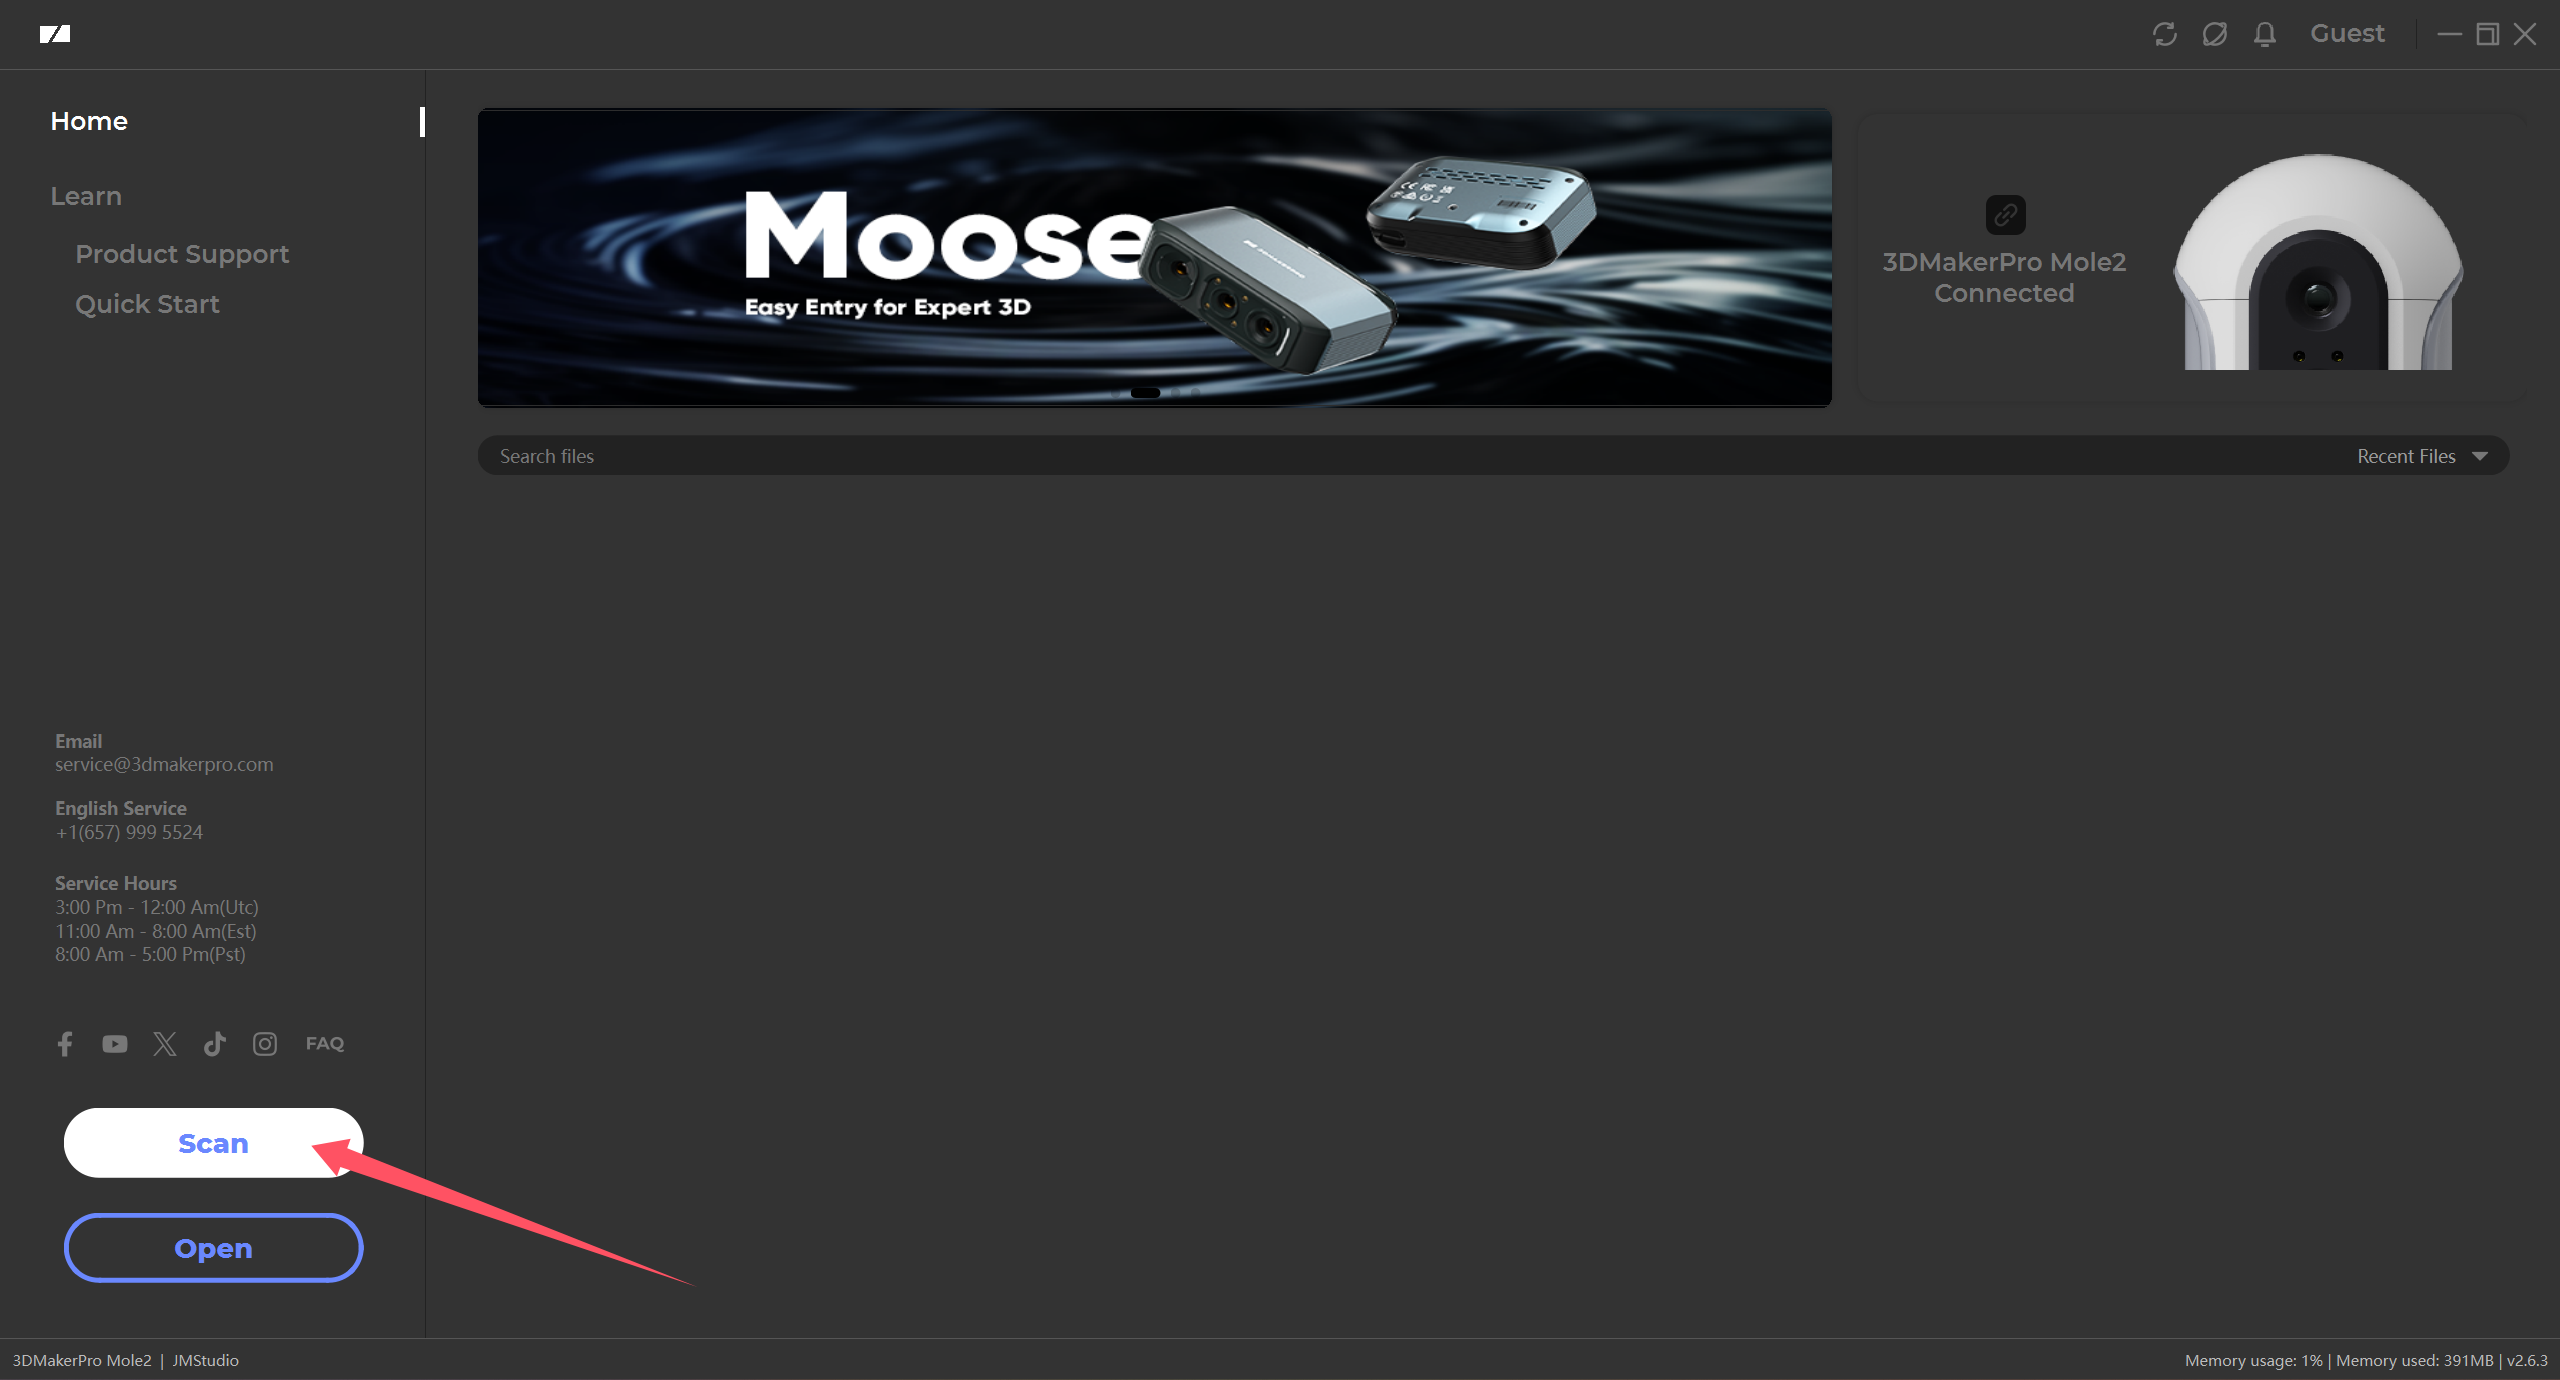 Guest
Home
Learn
Product Support
Quick Start
Moose
Easy Entry for Expert 3D
3DMakerPro Mole2
Connected
Search files
Recent Files
Email
service@3dmakerpro.com
English Service
+1(657) 999 5524
Service Hours
3:00 Pm - 12:00 Am(Utc)
11:00 Am - 8:00 Am(Est)
8:00 Am - 5:00 Pm(Pst)
FAQ
Scan
Open
3DMakerPro Mole2 | JMStudio
Memory usage: 1% | Memory used: 391MB | v2.6.3